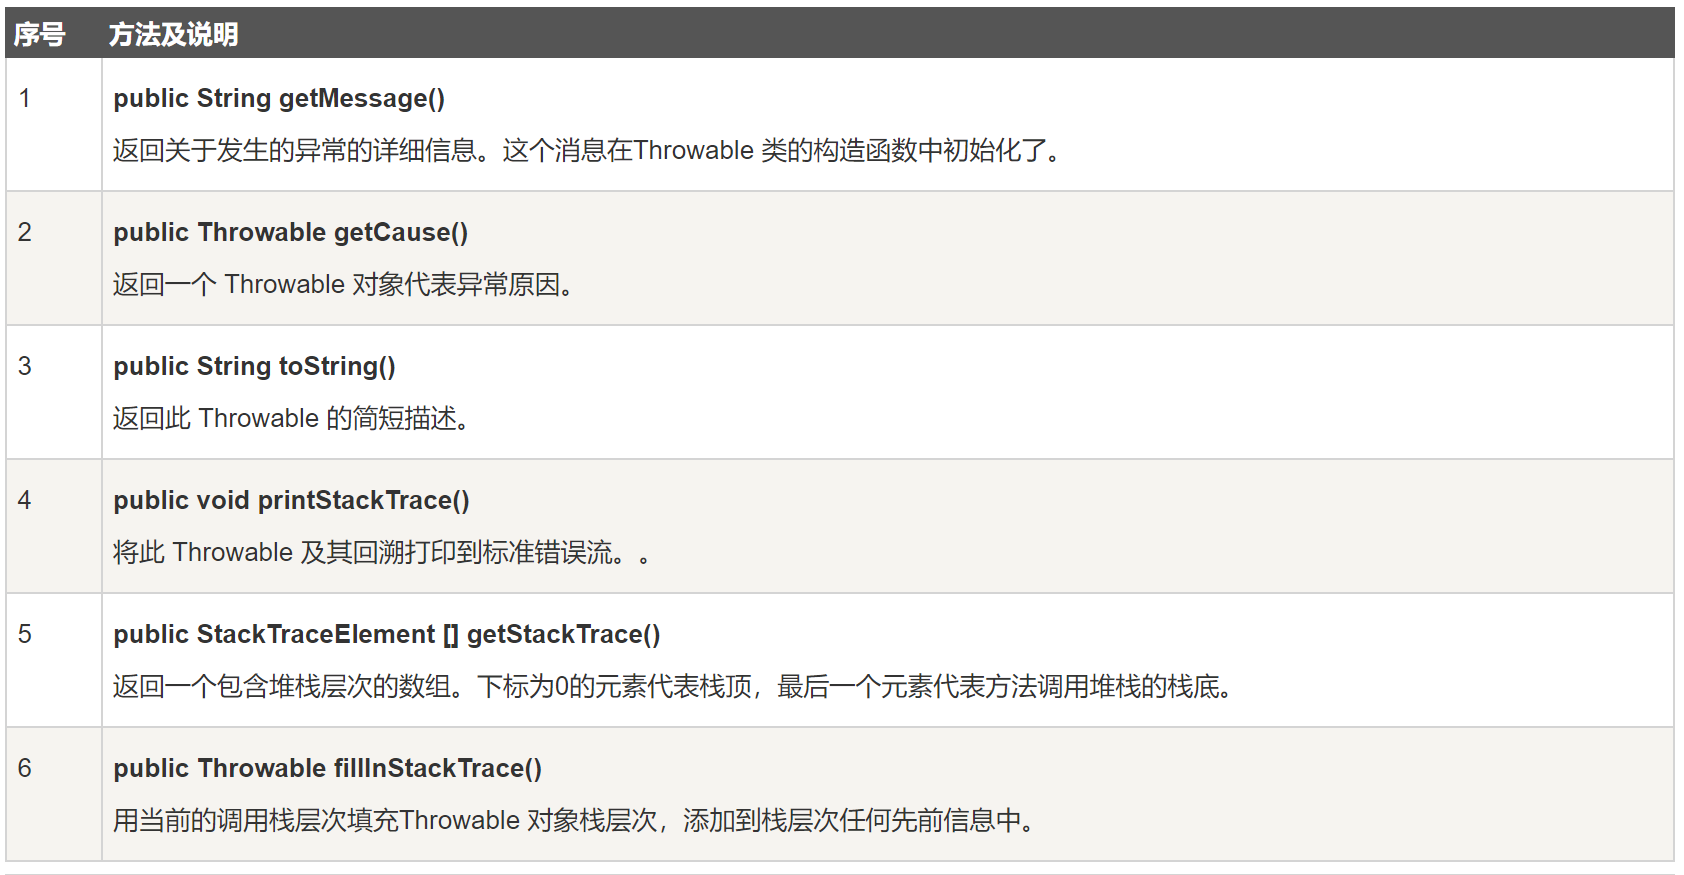 序号 方法及说明
1 public String getMessage()
返回关于发生的异常的详细信息。这个消息在Throwable 类的构造函数中初始化了。
2 public Throwable getCause()
返回一个 Throwable 对象代表异常原因。
3 public String toString()
返回此 Throwable 的简短描述。
4 public void printStackTrace()
将此 Throwable 及其回溯打印到标准错误流。。
5 public StackTraceElement [] getStackTrace()
返回一个包含堆栈层次的数组。下标为0的元素代表栈顶，最后一个元素代表方法调用堆栈的栈底。
6 public Throwable fillInStackTrace()
用当前的调用栈层次填充Throwable 对象栈层次，添加到栈层次任何先前信息中。